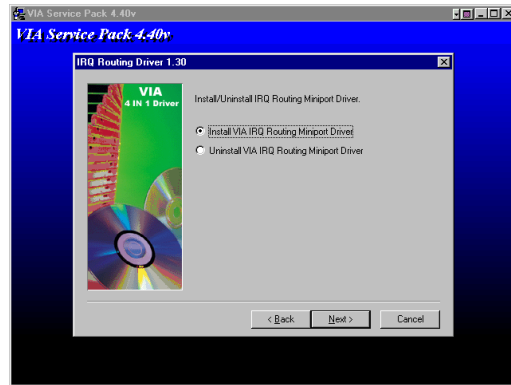 VIA Service Pack 4.40v
VIA Service Pack 4.40v
IRQ Routing Driver 1.30
VIA
4 IN 1 Driver
Install/Uninstall IRQ Routing Miniport Driver.
Install VIA IRQ Routing Miniport Driver
Uninstall VIA IRQ Routing Miniport Driver
< Back
Next >
Cancel